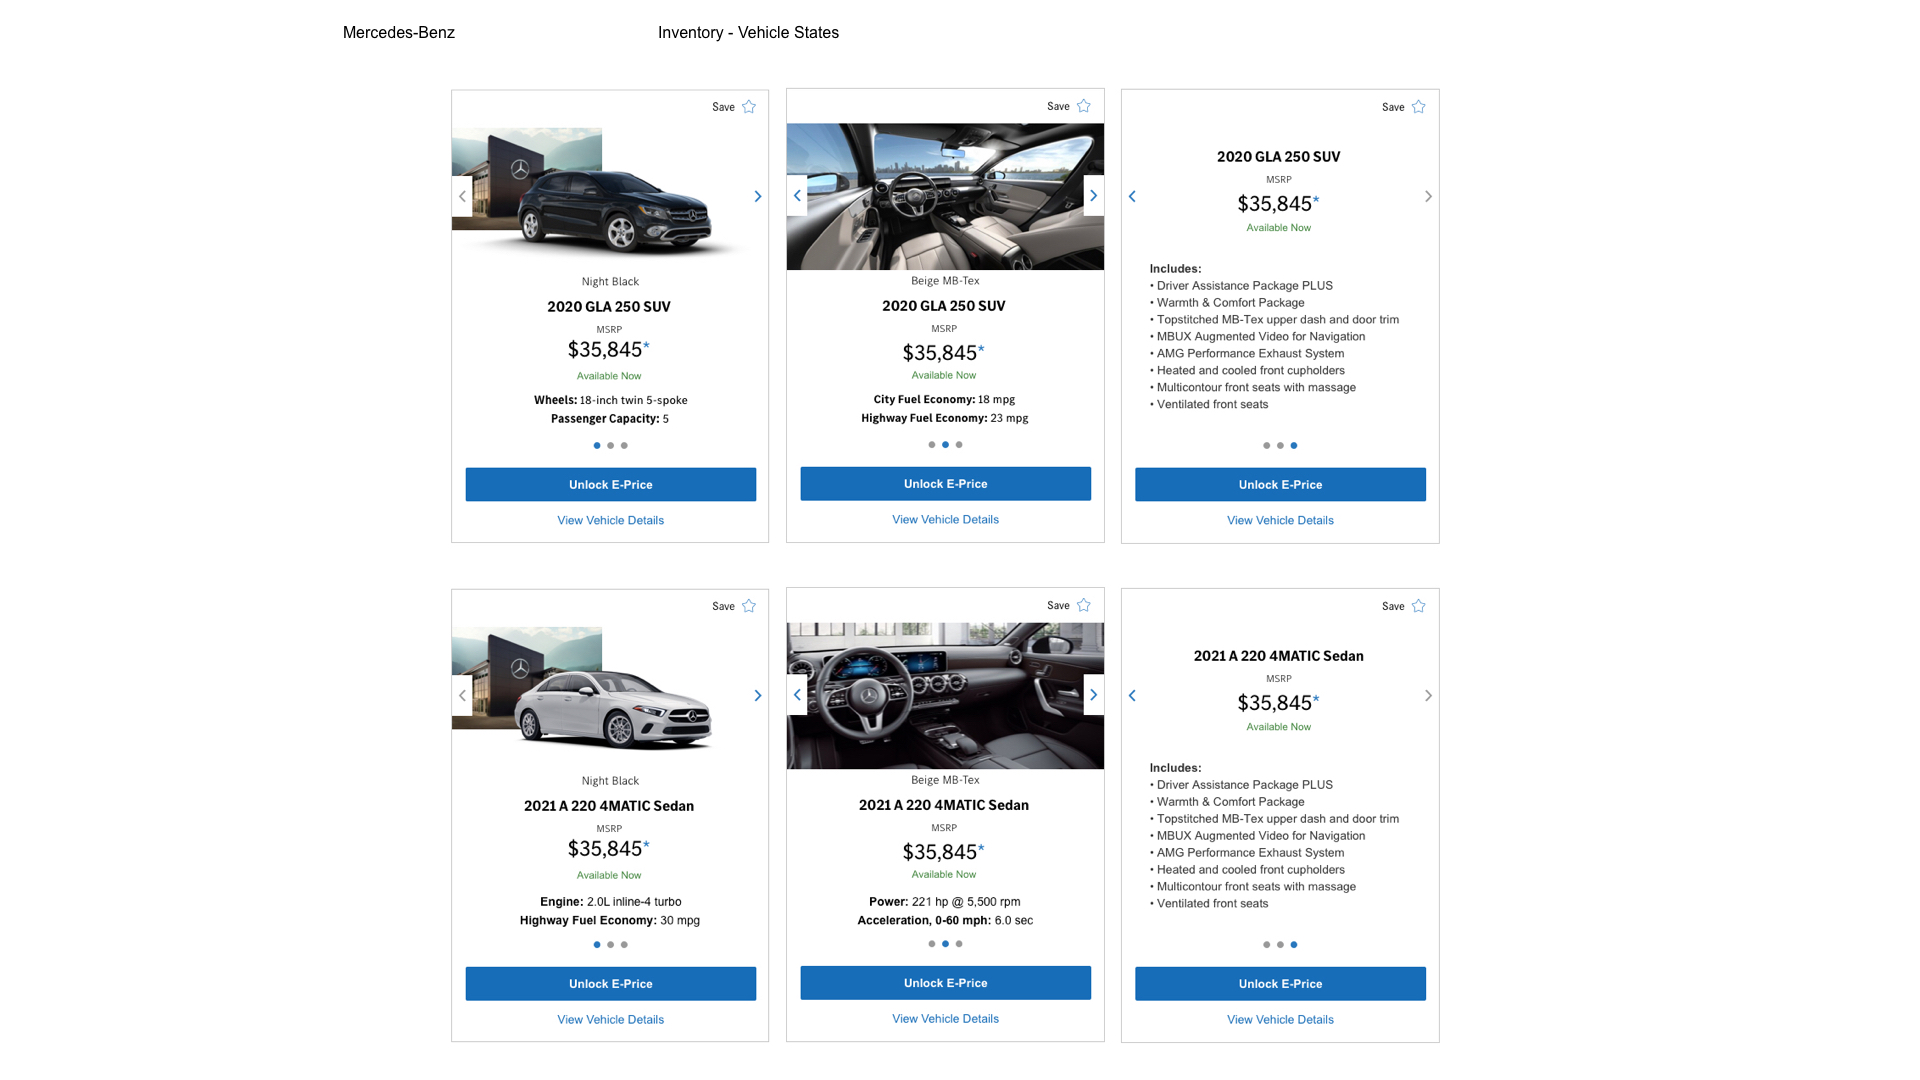 Mercedes-Benz
Inventory - Vehicle States
Save
Night Black
2020 GLA 250 SUV
MSRP
$35,845*
Available Now
Wheels: 18-inch twin 5-spoke
Passenger Capacity: 5
Unlock E-Price
View Vehicle Details
Save
Beige MB-Tex
2020 GLA 250 SUV
MSRP
$35,845*
Available Now
City Fuel Economy: 18 mpg
Highway Fuel Economy: 23 mpg
Unlock E-Price
View Vehicle Details
Save
2020 GLA 250 SUV
MSRP
$35,845*
Available Now
Includes:
• Driver Assistance Package PLUS
• Warmth & Comfort Package
• Topstitched MB-Tex upper dash and door trim
• MBUX Augmented Video for Navigation
• AMG Performance Exhaust System
• Heated and cooled front cupholders
• Multicontour front seats with massage
• Ventilated front seats
Unlock E-Price
View Vehicle Details
Save
Night Black
2021 A 220 4MATIC Sedan
MSRP
$35,845*
Available Now
Engine: 2.0L inline-4 turbo
Highway Fuel Economy: 30 mpg
Unlock E-Price
View Vehicle Details
Save
Beige MB-Tex
2021 A 220 4MATIC Sedan
MSRP
$35,845*
Available Now
Power: 221 hp @ 5,500 rpm
Acceleration, 0-60 mph: 6.0 sec
Unlock E-Price
View Vehicle Details
Save
2021 A 220 4MATIC Sedan
MSRP
$35,845*
Available Now
Includes:
• Driver Assistance Package PLUS
• Warmth & Comfort Package
• Topstitched MB-Tex upper dash and door trim
• MBUX Augmented Video for Navigation
• AMG Performance Exhaust System
• Heated and cooled front cupholders
• Multicontour front seats with massage
• Ventilated front seats
Unlock E-Price
View Vehicle Details